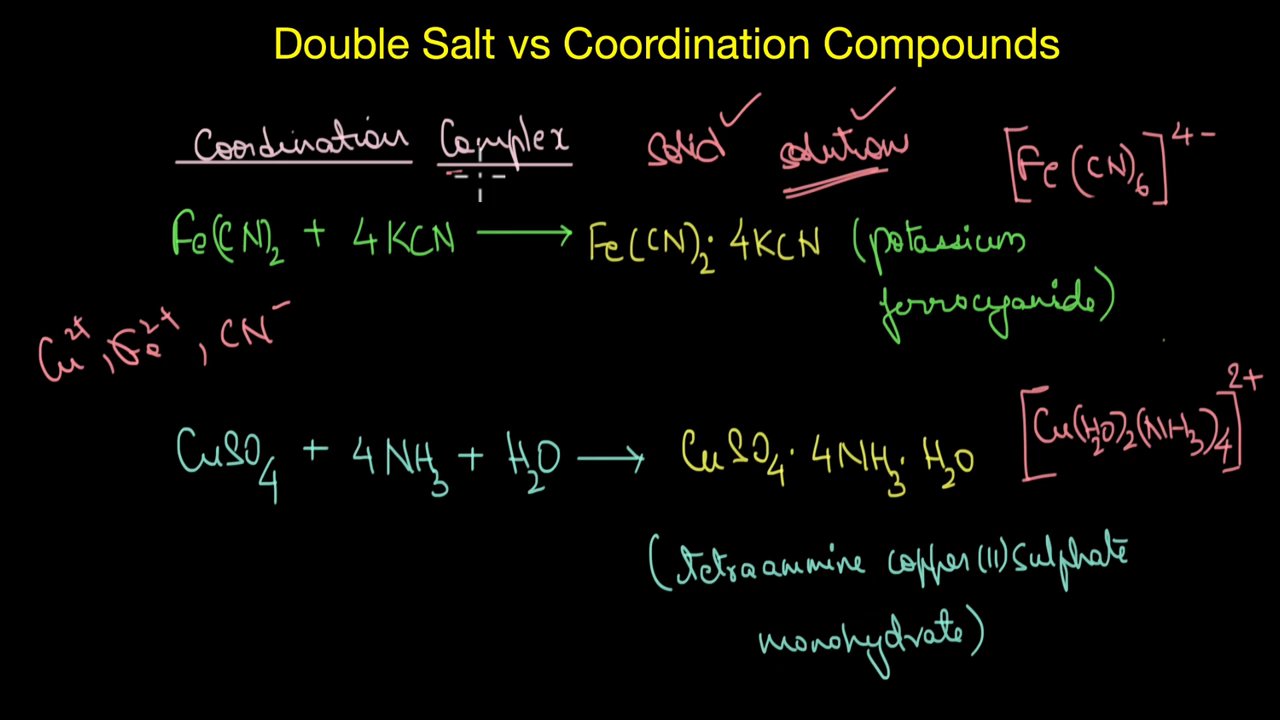 Double Salt vs Coordination Compounds
Coordination Complex solid ✓ solution ✓ [Fe(CN)₆]⁴⁻
Fe(CN)₂ + 4KCN ⟶ Fe(CN)₂·4KCN (potassium
ferrocyanide)
Cu²⁺, Fe²⁺, CN⁻
CuSO₄ + 4NH₃ + H₂O ⟶ CuSO₄·4NH₃·H₂O [Cu(H₂O)₂(NH₃)₄]²⁺
(tetraammine copper(II)sulphate
monohydrate)